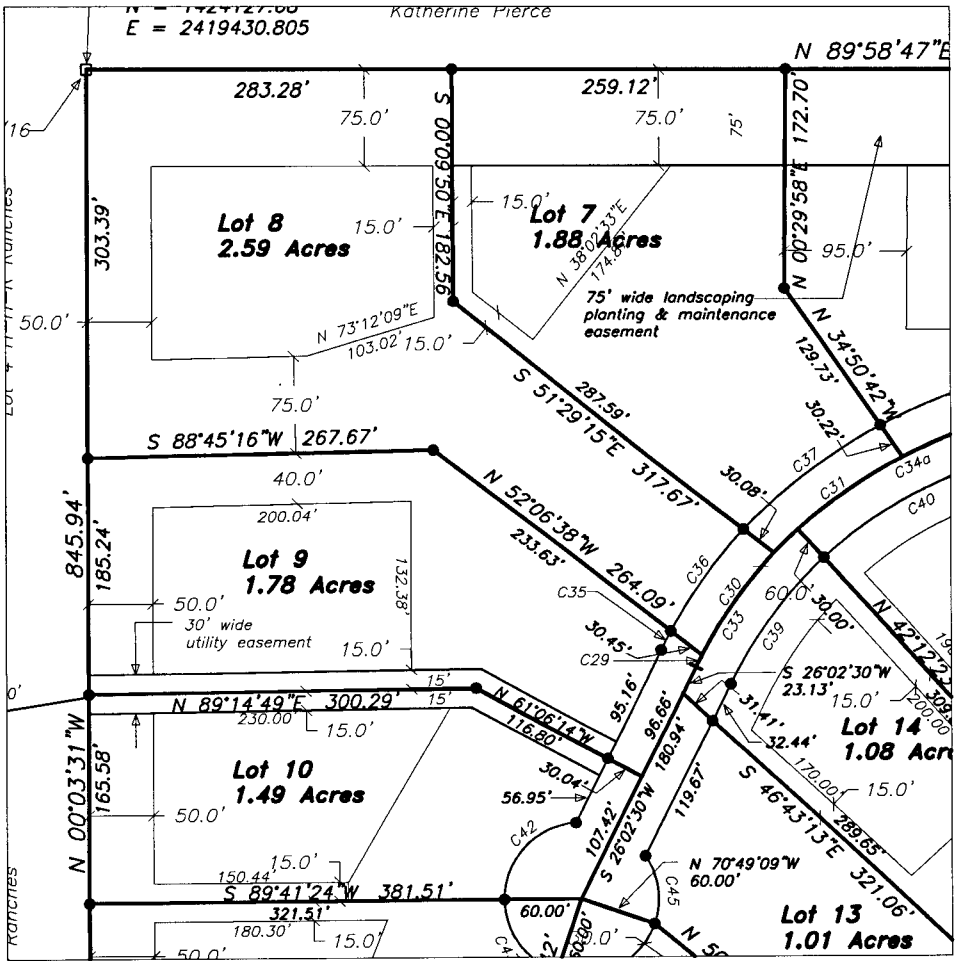 Katherine Pierce
E = 2419430.805
N 89°58'47"E
283.28'
259.12'
75.0'
75.0'
75'
S 00°09'50"E 182.56
N 00°29'58"E 172.70'
303.39'
Lot 8
2.59 Acres
15.0'
15.0'
Lot 7
1.88 Acres
N 38°02'33"E
95.0'
50.0'
N 73°12'09"E
103.02'
15.0'
75' wide landscoping
planting & maintenance
easement
N 34°50'42"W
129.73'
75.0'
S 51°29'15"E 317.67'
287.59'
30.22'
S 88°45'16"W 267.67'
40.0'
C37
C31
C34a
C40
30.08'
N 52°06'38"W 264.09'
233.63'
200.04'
Lot 9
1.78 Acres
132.38'
845.94'
185.24'
C36
C30
C33
C35
60.0'
30.00'
C39
50.0'
30' wide
utility easement
15.0'
30.45'
C29
S 26°02'30"W
23.13'
15.0'
200.00
15'
15'
N 89°14'49"E 300.29'
230.00'
15.0'
N 61°06'14"W
116.80'
95.16'
96.66'
180.94'
31.41'
32.44'
Lot 14
1.08 Acre
N 00°03'31"W
165.58'
Lot 10
1.49 Acres
50.0'
30.04'
56.95'
C42
107.42'
S 26°02'30"W
119.67'
170.00
15.0'
S 46°43'13"E 321.06'
289.65'
15.0'
150.44'
S 89°41'24"W 381.51'
321.51'
180.30'
15.0'
60.00'
N 70°49'09"W
60.00'
C45
Lot 13
1.01 Acres
Ranches
50.0'